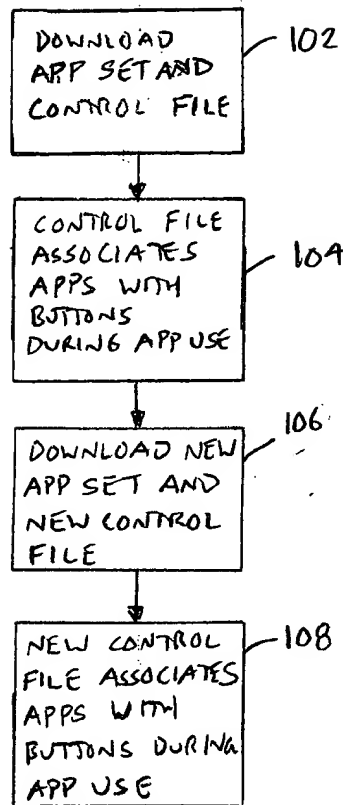 DOWNLOAD
APP SET AND
CONTROL FILE
102
CONTROL FILE
ASSOCIATES
APPS WITH
BUTTONS
DURING APP USE
104
DOWNLOAD NEW
APP SET AND
NEW CONTROL
FILE
106
NEW CONTROL
FILE ASSOCIATES
APPS WITH
BUTTONS DURING
APP USE
108